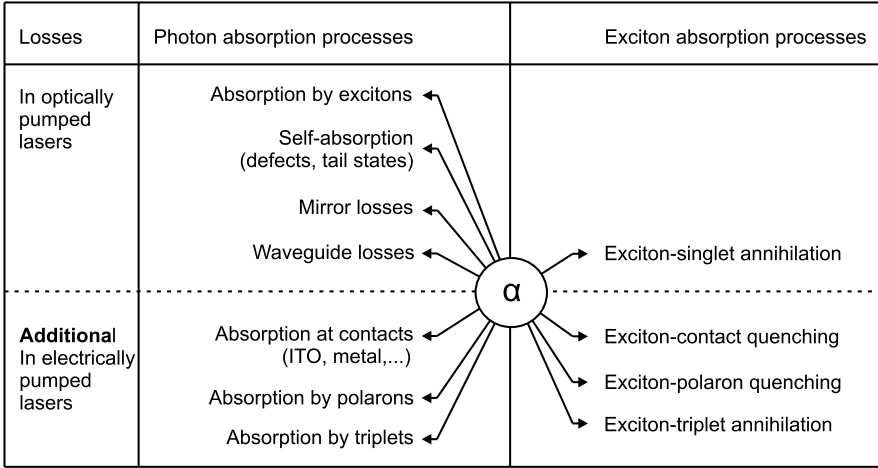 Losses
Photon absorption processes
Exciton absorption processes
In optically
pumped
lasers
Absorption by excitons
Self-absorption
(defects, tail states)
Mirror losses
Waveguide losses
α
Exciton-singlet annihilation
Additional
In electrically
pumped
lasers
Absorption at contacts
(ITO, metal,...)
Absorption by polarons
Absorption by triplets
Exciton-contact quenching
Exciton-polaron quenching
Exciton-triplet annihilation